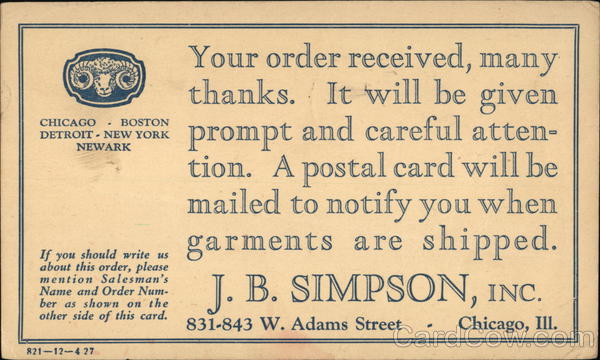 CHICAGO - BOSTON
DETROIT - NEW YORK
NEWARK
Your order received, many
thanks. It will be given
prompt and careful atten-
tion. A postal card will be
mailed to notify you when
garments are shipped.
If you should write us
about this order, please
mention Salesman's
Name and Order Num-
ber as shown on the
other side of this card.
J. B. SIMPSON, INC.
831-843 W. Adams Street - Chicago, Ill.
821-12-4 27
CardCow.com